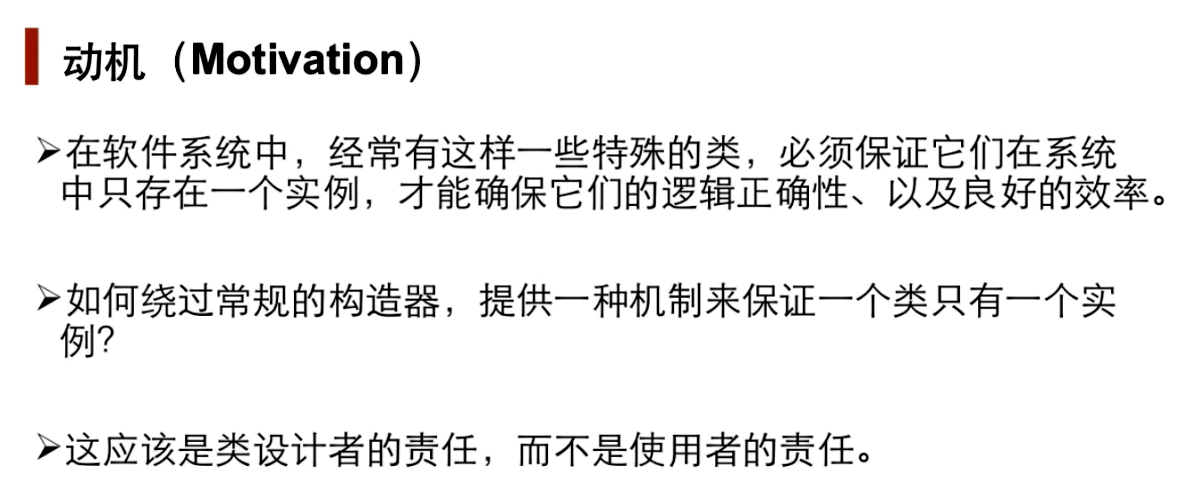 动机（Motivation）
➢在软件系统中，经常有这样一些特殊的类，必须保证它们在系统
中只存在一个实例，才能确保它们的逻辑正确性、以及良好的效率。
➢如何绕过常规的构造器，提供一种机制来保证一个类只有一个实
例？
➢这应该是类设计者的责任，而不是使用者的责任。